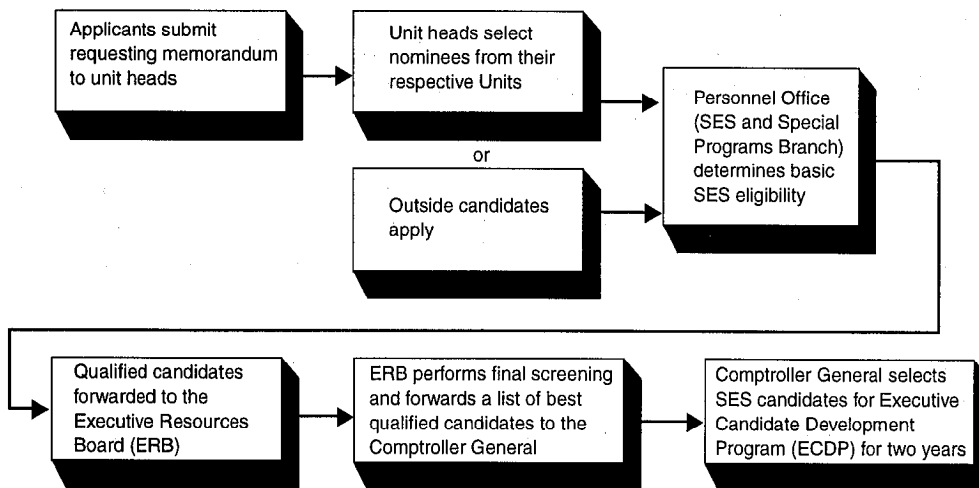 Applicants submit
requesting memorandum
to unit heads
Unit heads select
nominees from their
respective Units
or
Outside candidates
apply
Personnel Office
(SES and Special
Programs Branch)
determines basic
SES eligibility
Qualified candidates
forwarded to the
Executive Resources
Board (ERB)
ERB performs final screening
and forwards a list of best
qualified candidates to the
Comptroller General
Comptroller General selects
SES candidates for Executive
Candidate Development
Program (ECDP) for two years